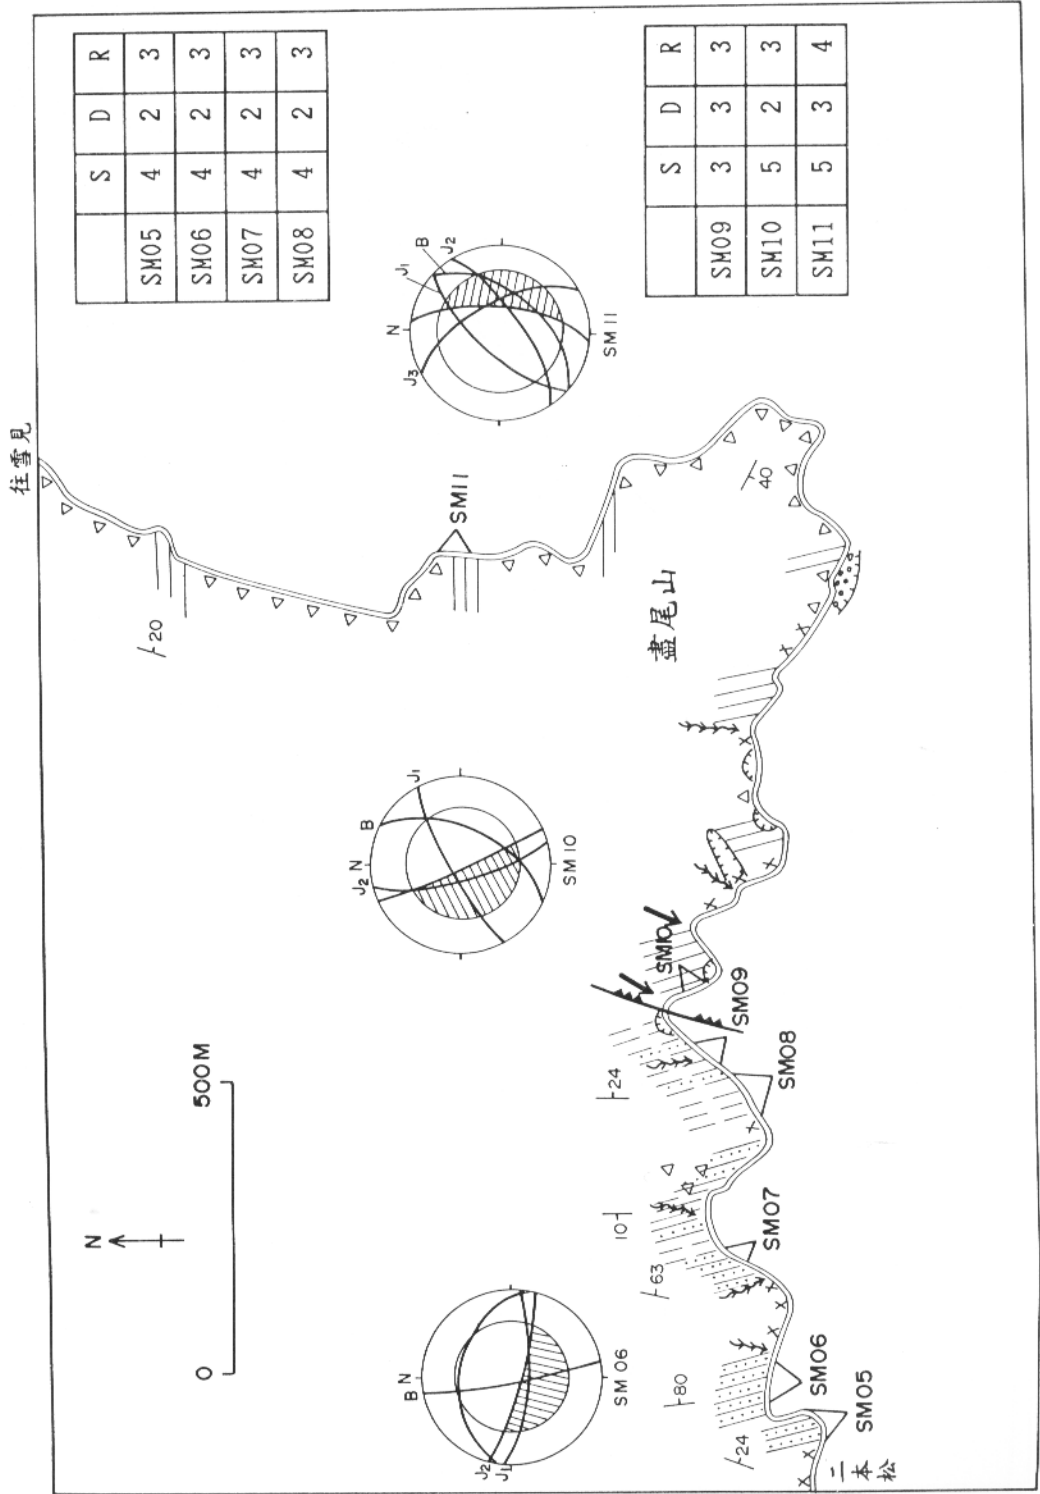 往雪見
S D R
SM05 4 2 3
SM06 4 2 3
SM07 4 2 3
SM08 4 2 3
S D R
SM09 3 3 3
SM10 5 2 3
SM11 5 3 4
N
J3
J1
B
J2
SM 11
20
SM11
40
盡尾山
J2
N
B
J1
SM 10
0
500M
N
B
N
J2
J1
SM 06
24
80
63
10
24
SM05
SM06
SM07
SM08
SM09
SM10
二本松